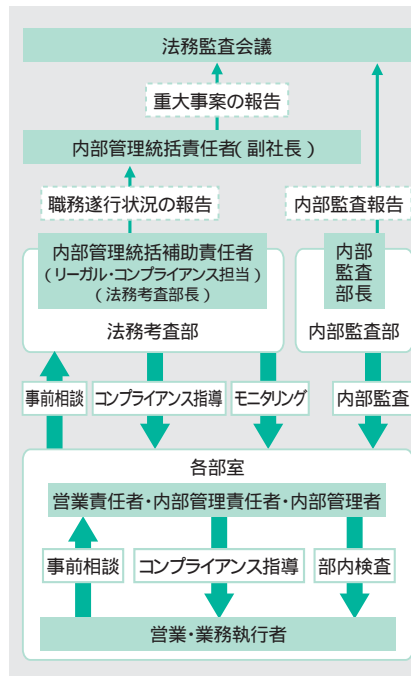 法務監査会議
重大事案の報告
内部管理統括責任者(副社長)
職務遂行状況の報告
内部監査報告
内部管理統括補助責任者
(リーガル・コンプライアンス担当)
(法務考査部長)
法務考査部
内部
監査
部長
内部監査部
事前相談
コンプライアンス指導
モニタリング
内部監査
各部室
営業責任者・内部管理責任者・内部管理者
事前相談
コンプライアンス指導
部内検査
営業・業務執行者